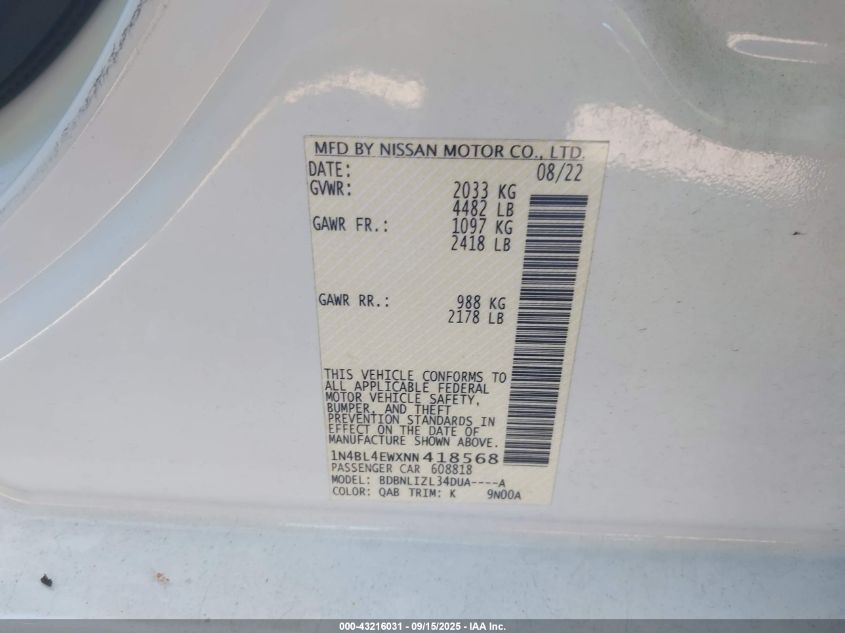 MFD BY NISSAN MOTOR CO., LTD.
DATE: 08/22
GVWR: 2033 KG
4482 LB
GAWR FR.: 1097 KG
2418 LB
GAWR RR.: 988 KG
2178 LB
THIS VEHICLE CONFORMS TO
ALL APPLICABLE FEDERAL
MOTOR VEHICLE SAFETY,
BUMPER, AND THEFT
PREVENTION STANDARDS IN
EFFECT ON THE DATE OF
MANUFACTURE SHOWN ABOVE.
1N4BL4EWXNN418568
PASSENGER CAR 608818
MODEL: BDBNLIZL34DUA----A
COLOR: QAB TRIM: K 9N00A
000-43216031 - 09/15/2025 - IAA Inc.